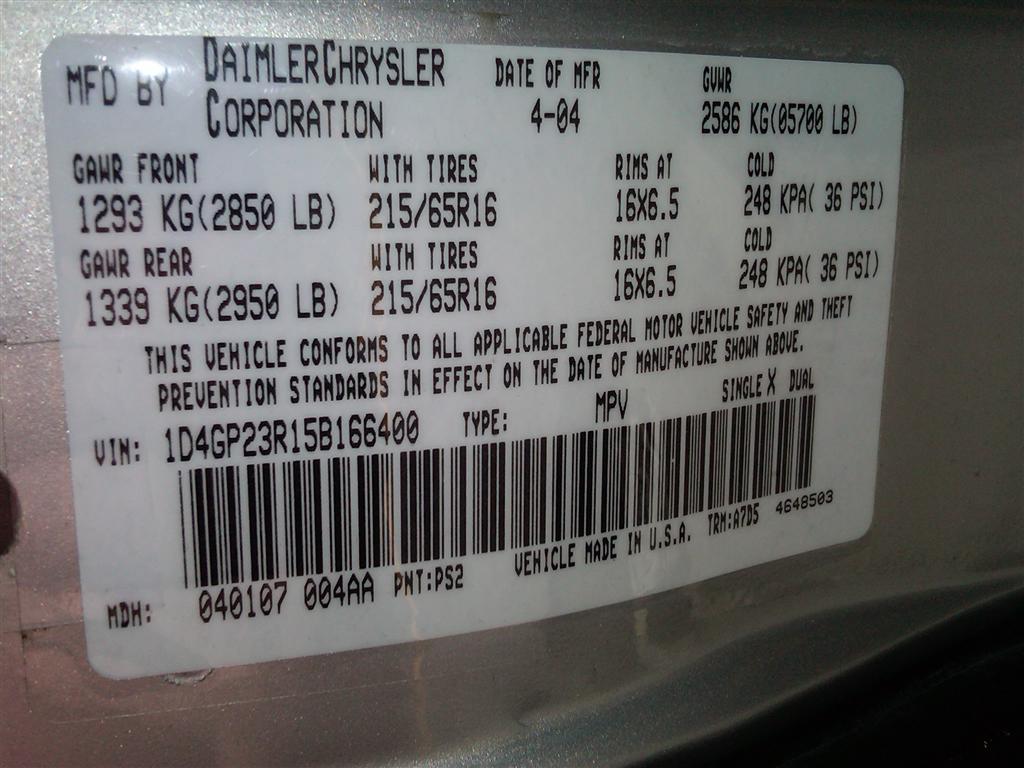 MFD BY DAIMLERCHRYSLER CORPORATION DATE OF MFR 4-04 GVWR 2586 KG(05700 LB)
GAWR FRONT WITH TIRES RIMS AT COLD
1293 KG(2850 LB) 215/65R16 16X6.5 248 KPA( 36 PSI)
GAWR REAR WITH TIRES RIMS AT COLD
1339 KG(2950 LB) 215/65R16 16X6.5 248 KPA( 36 PSI)
THIS VEHICLE CONFORMS TO ALL APPLICABLE FEDERAL MOTOR VEHICLE SAFETY AND THEFT
PREVENTION STANDARDS IN EFFECT ON THE DATE OF MANUFACTURE SHOWN ABOVE.
VIN: 1D4GP23R15B166400 TYPE: MPV SINGLE X DUAL
MDH: 040107 004AA PNT:PS2 VEHICLE MADE IN U.S.A. TRM:A7D5 4648503